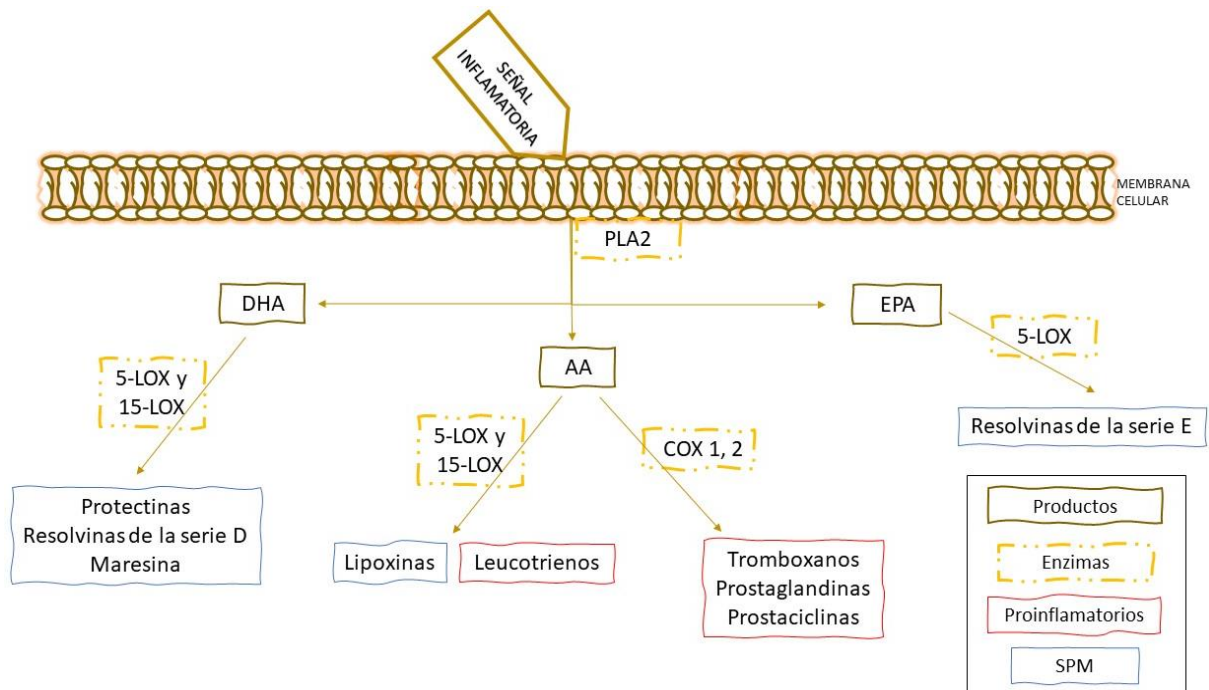 SEÑAL
INFLAMATORIA
MEMBRANA
CELULAR
PLA2
DHA
EPA
AA
5-LOX
5-LOX y
15-LOX
5-LOX y
15-LOX
COX 1, 2
Resolvinas de la serie E
Protectinas
Resolvinas de la serie D
Maresina
Lipoxinas
Leucotrienos
Tromboxanos
Prostaglandinas
Prostaciclinas
Productos
Enzimas
Proinflamatorios
SPM